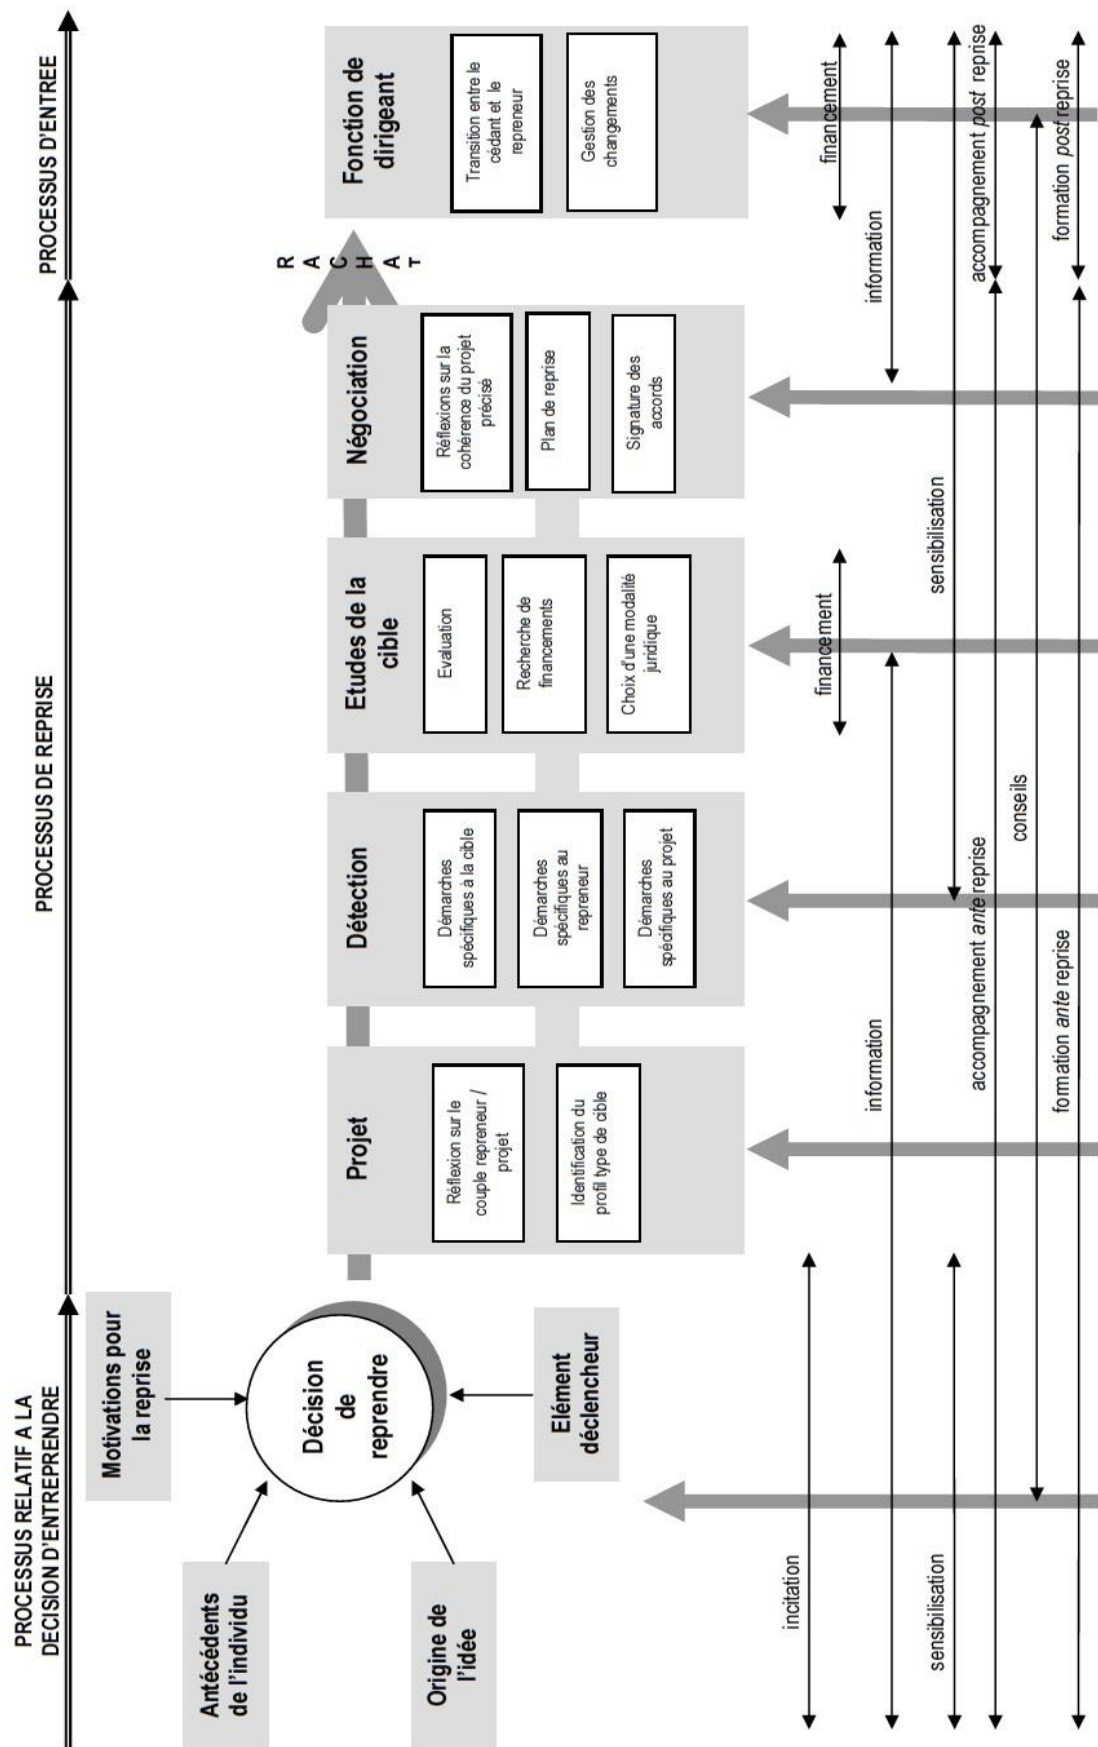 PROCESSUS RELATIF A LA
DECISION D'ENTREPRENDRE
PROCESSUS DE REPRISE
PROCESSUS D'ENTREE
Motivations pour
la reprise
Antécédents
de l'individu
Décision
de
reprendre
Origine de
l'idée
Elément
déclencheur
Projet
Réflexion sur le
couple repreneur /
projet
Identification du
profil type de cible
Détection
Démarches
spécifiques à la cible
Démarches
spécifiques au
repreneur
Démarches
spécifiques au projet
Etudes de la
cible
Evaluation
Recherche de
financements
Choix d'une modalité
juridique
Négociation
Réflexions sur la
cohérence du projet
précisé
Plan de reprise
Signature des
accords
R
A
C
H
A
T
Fonction de
dirigeant
Transition entre le
cédant et le
repreneur
Gestion des
changements
incitation
financement
financement
information
information
sensibilisation
sensibilisation
accompagnement ante reprise
accompagnement post reprise
conseils
formation ante reprise
formation post reprise